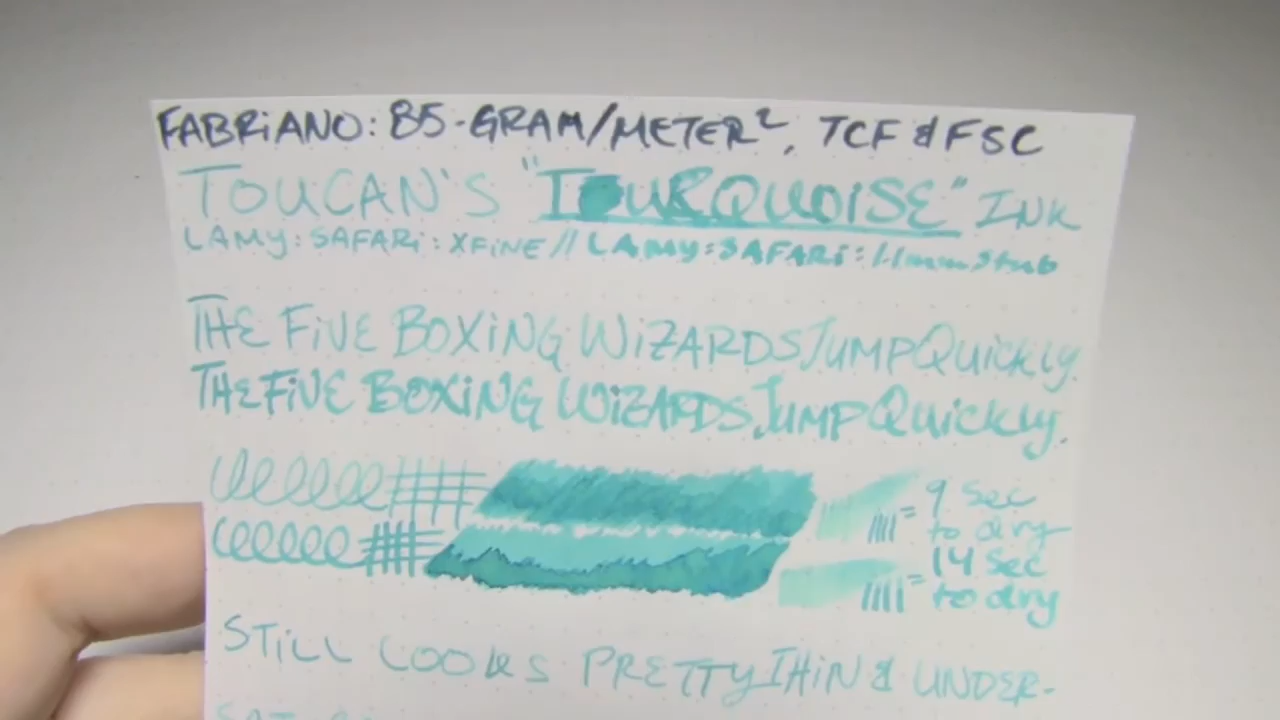 FABRIANO: 85-GRAM/METER², TCF & FSC
TOUCAN'S "TOURQUOISE" INK
LAMY: SAFARI: XFINE // LAMY: SAFARI: 1.1mm Stub
THE FIVE BOXING WIZARDS JUMP QUICKLY.
THE FIVE BOXING WIZARDS JUMP QUICKLY.
= 9 sec to dry
= 14 sec to dry
STILL LOOKS PRETTY THIN & UNDER-